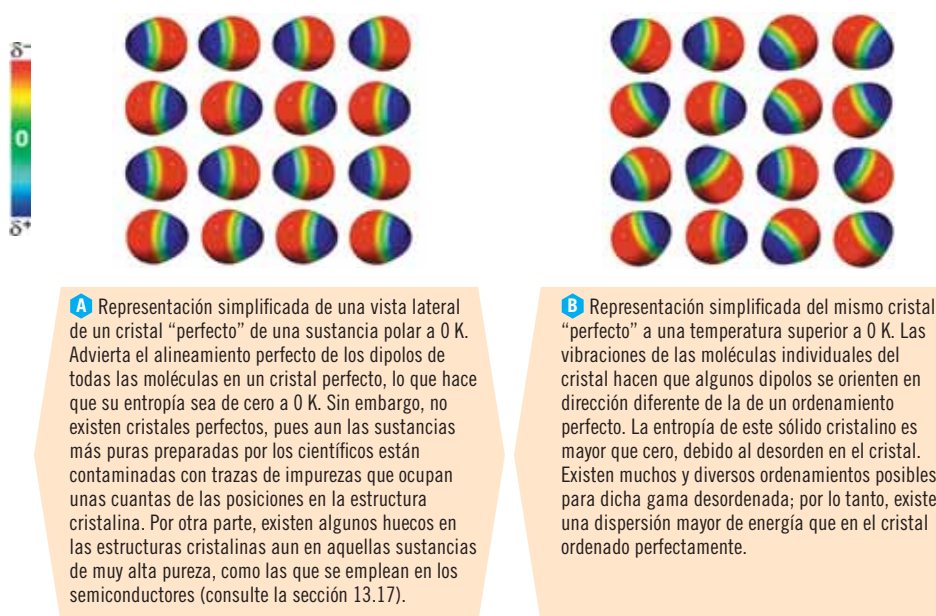 δ−
0
δ+
A Representación simplificada de una vista lateral
de un cristal “perfecto” de una sustancia polar a 0 K.
Advierta el alineamiento perfecto de los dipolos de
todas las moléculas en un cristal perfecto, lo que hace
que su entropía sea de cero a 0 K. Sin embargo, no
existen cristales perfectos, pues aun las sustancias
más puras preparadas por los científicos están
contaminadas con trazas de impurezas que ocupan
unas cuantas de las posiciones en la estructura
cristalina. Por otra parte, existen algunos huecos en
las estructuras cristalinas aun en aquellas sustancias
de muy alta pureza, como las que se emplean en los
semiconductores (consulte la sección 13.17).
B Representación simplificada del mismo cristal
“perfecto” a una temperatura superior a 0 K. Las
vibraciones de las moléculas individuales del
cristal hacen que algunos dipolos se orienten en
dirección diferente de la de un ordenamiento
perfecto. La entropía de este sólido cristalino es
mayor que cero, debido al desorden en el cristal.
Existen muchos y diversos ordenamientos posibles
para dicha gama desordenada; por lo tanto, existe
una dispersión mayor de energía que en el cristal
ordenado perfectamente.